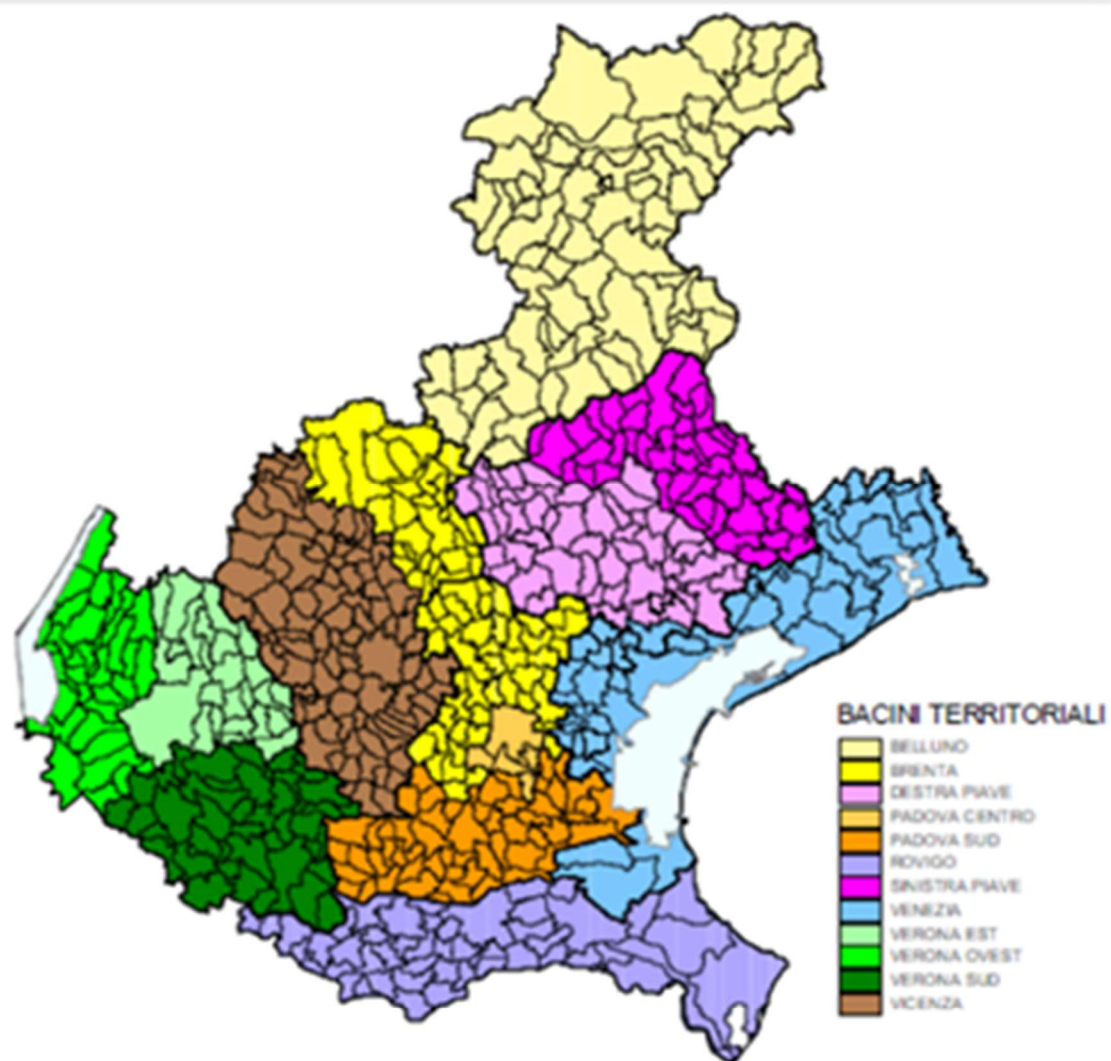 BACINI TERRITORIALI
BELLUNO
BRENTA
DESTRA PIAVE
PADOVA CENTRO
PADOVA SUD
ROVIGO
SINISTRA PIAVE
VENEZIA
VERONA EST
VERONA OVEST
VERONA SUD
VICENZA